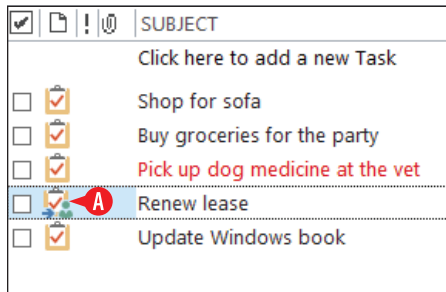 ! SUBJECT
Click here to add a new Task
Shop for sofa
Buy groceries for the party
Pick up dog medicine at the vet
A Renew lease
Update Windows book